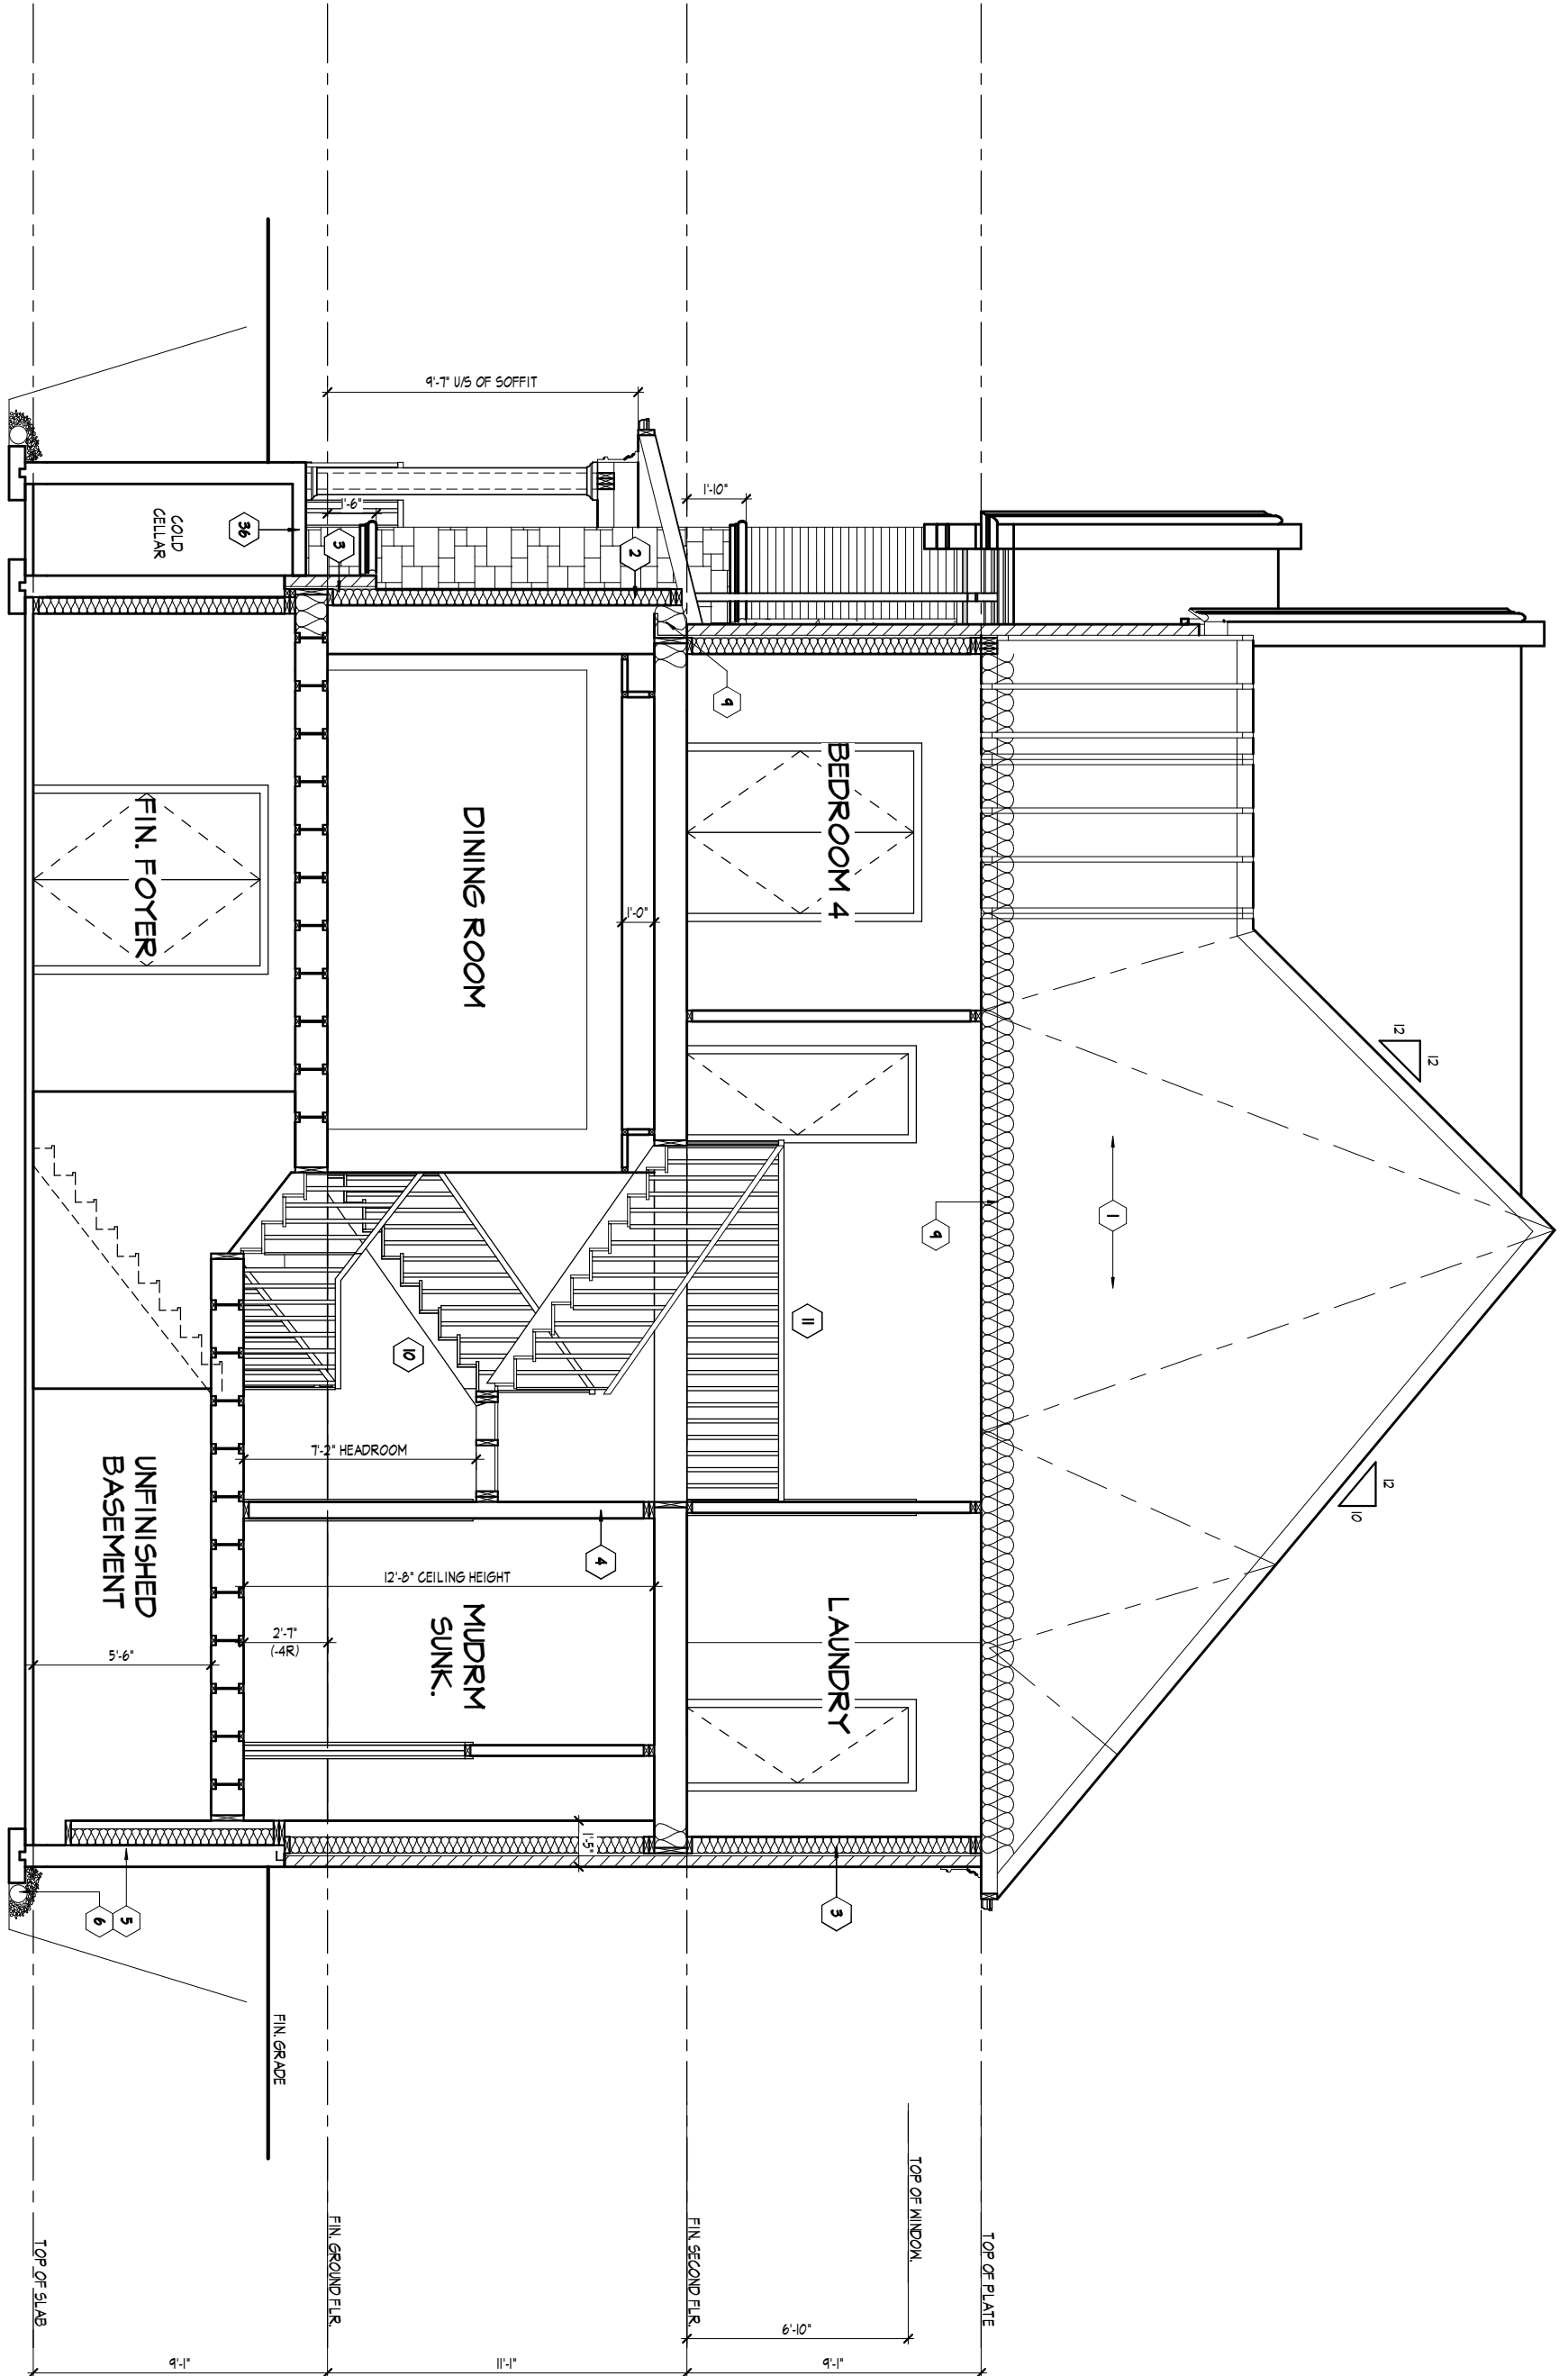 12
12
12
10
1
9
TOP OF PLATE
TOP OF WINDOW.
FIN. SECOND FLR.
FIN. GROUND FLR.
FIN. GRADE
TOP OF SLAB
6'-10"
9'-1"
11'-1"
9'-1"
1'-10"
9'-7" U/S OF SOFFIT
1'-6"
9
BEDROOM 4
11
LAUNDRY
3
2
3
DINING ROOM
1'-0"
10
7'-2" HEADROOM
4
12'-8" CEILING HEIGHT
MUDRM
SUNK.
2'-7"
(-4R)
1'-5"
36
COLD
CELLAR
FIN. FOYER
UNFINISHED
BASEMENT
5'-6"
5
6